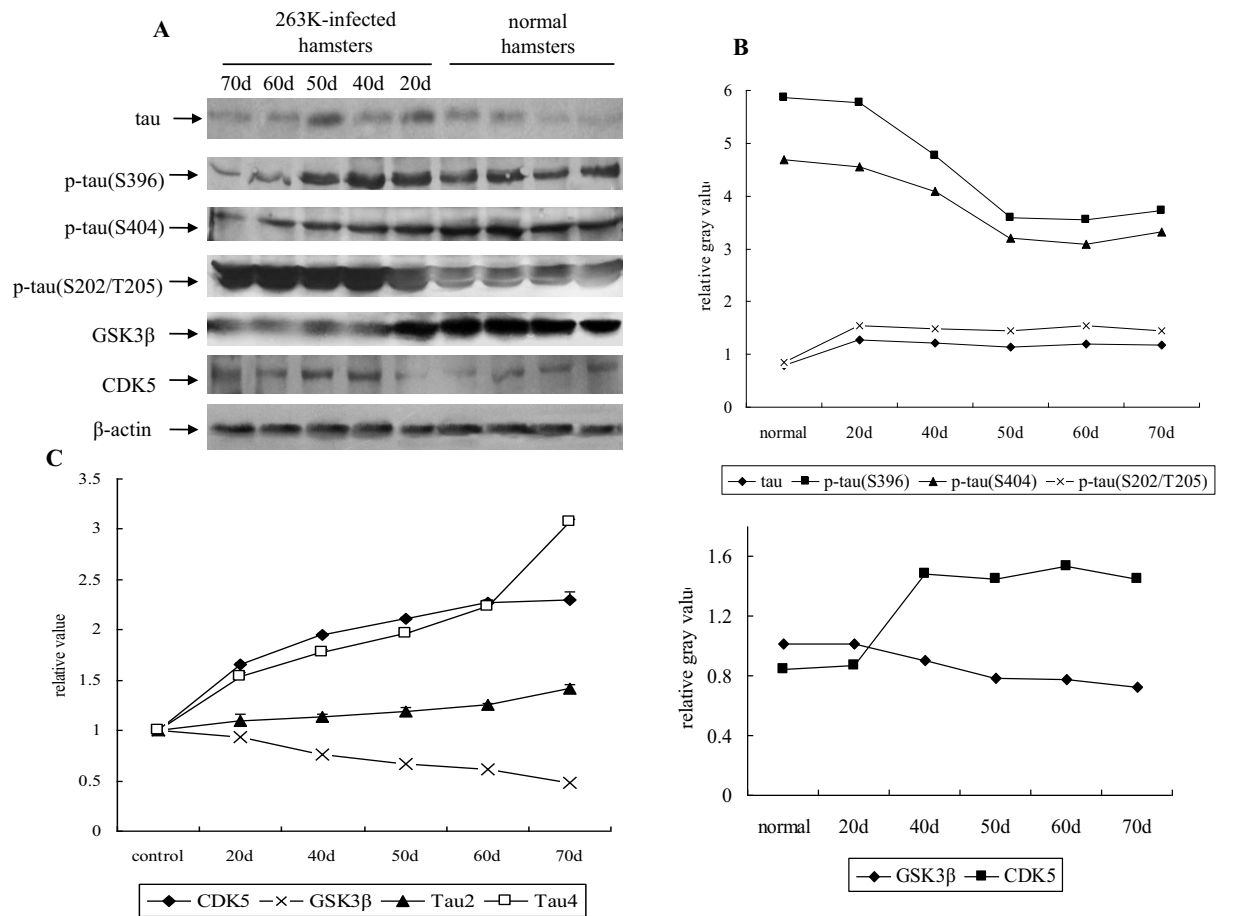 A
263K-infected
hamsters
normal
hamsters
70d 60d 50d 40d 20d
tau
p-tau(S396)
p-tau(S404)
p-tau(S202/T205)
GSK3β
CDK5
β-actin
B
6
5
4
3
2
1
0
relative gray valu
normal 20d 40d 50d 60d 70d
tau p-tau(S396) p-tau(S404) p-tau(S202/T205)
C
3.5
3
2.5
2
1.5
1
0.5
0
relative value
control 20d 40d 50d 60d 70d
CDK5 GSK3β Tau2 Tau4
1.6
1.2
0.8
0.4
0
relative gray valu
normal 20d 40d 50d 60d 70d
GSK3β CDK5